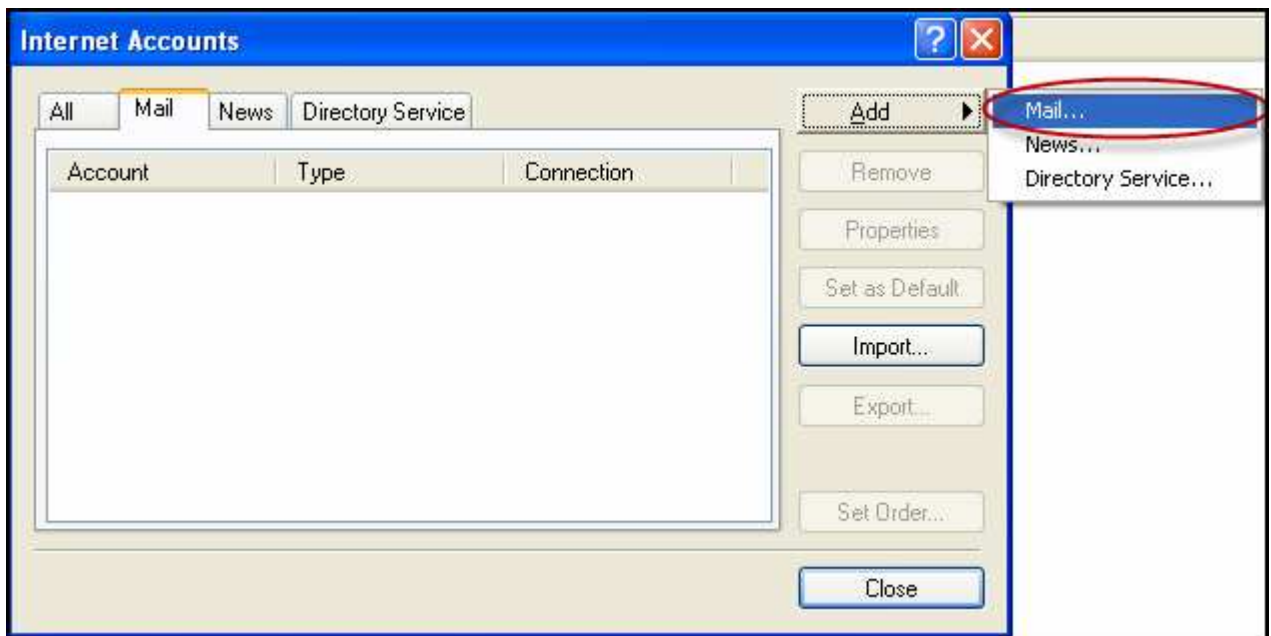 Internet Accounts
All Mail News Directory Service
Account Type Connection
Add
Remove
Properties
Set as Default
Import...
Export...
Set Order...
Close
Mail...
News...
Directory Service...